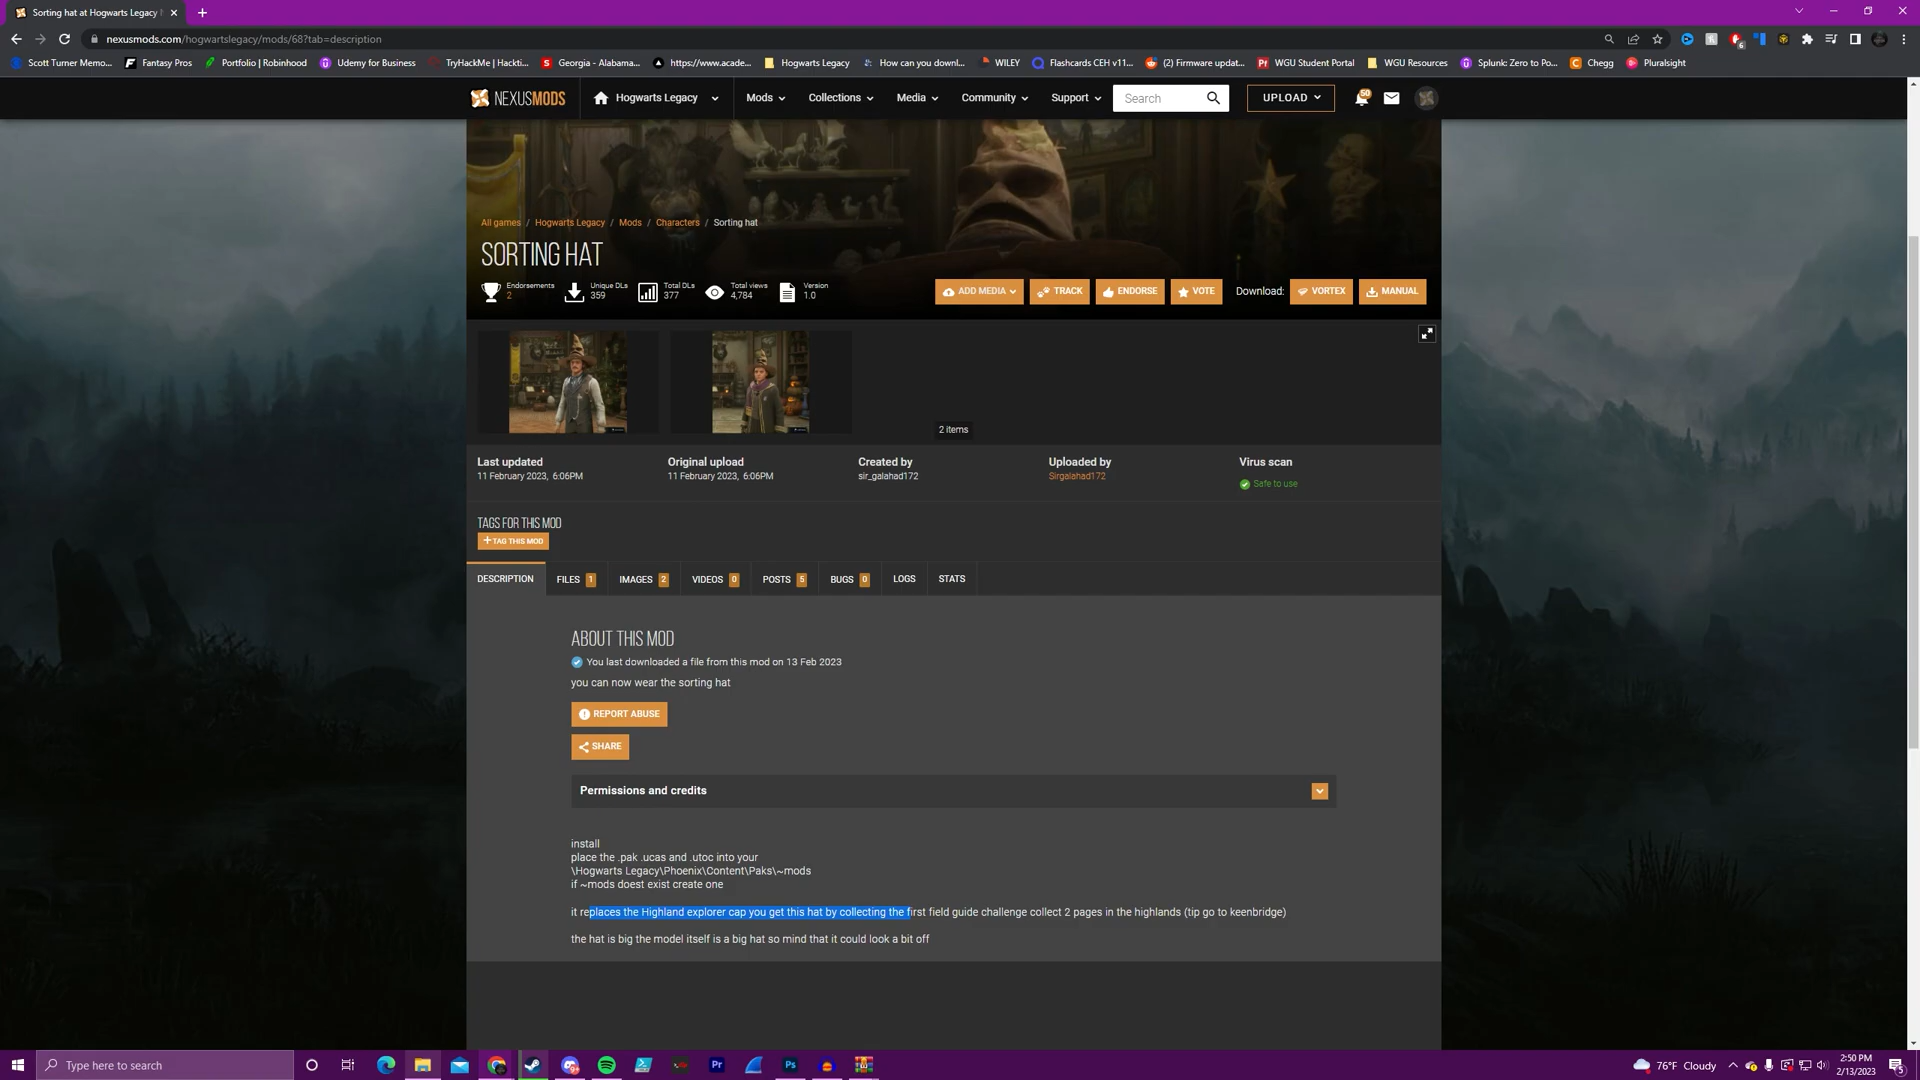 Sorting hat at Hogwarts Legacy
nexusmods.com/hogwartslegacy/mods/68?tab=description
6
Scott Turner Memo...
Fantasy Pros
Portfolio | Robinhood
Udemy for Business
TryHackMe | Hackti...
Georgia - Alabama...
https://www.acade...
Hogwarts Legacy
How can you downl...
WILEY
Flashcards CEH v11...
(3) Firmware updat...
WGU Student Portal
WGU Resources
Splunk: Zero to Po...
Chegg
Pluralsight
NEXUSMODS
Hogwarts Legacy
Mods
Collections
Media
Community
Support
Search
UPLOAD
50
All games / Hogwarts Legacy / Mods / Characters / Sorting hat
SORTING HAT
Endorsements
2
Unique DLs
359
Total DLs
377
Total views
4,784
Version
1.0
ADD MEDIA
TRACK
ENDORSE
VOTE
Download:
VORTEX
MANUAL
2 items
Last updated
11 February 2023, 6:06PM
Original upload
11 February 2023, 6:06PM
Created by
sir_galahad172
Uploaded by
Sirgalahad172
Virus scan
Safe to use
TAGS FOR THIS MOD
+TAG THIS MOD
DESCRIPTION
FILES 1
IMAGES 2
VIDEOS 0
POSTS 5
BUGS 0
LOGS
STATS
ABOUT THIS MOD
You last downloaded a file from this mod on 13 Feb 2023
you can now wear the sorting hat
REPORT ABUSE
SHARE
Permissions and credits
install
place the .pak .ucas and .utoc into your
\Hogwarts Legacy\Phoenix\Content\Paks\~mods
if ~mods doest exist create one
it replaces the Highland explorer cap you get this hat by collecting the first field guide challenge collect 2 pages in the highlands (tip go to keenbridge)
the hat is big the model itself is a big hat so mind that it could look a bit off
Type here to search
Pr
Ps
76°F Cloudy
2:50 PM
2/13/2023
5